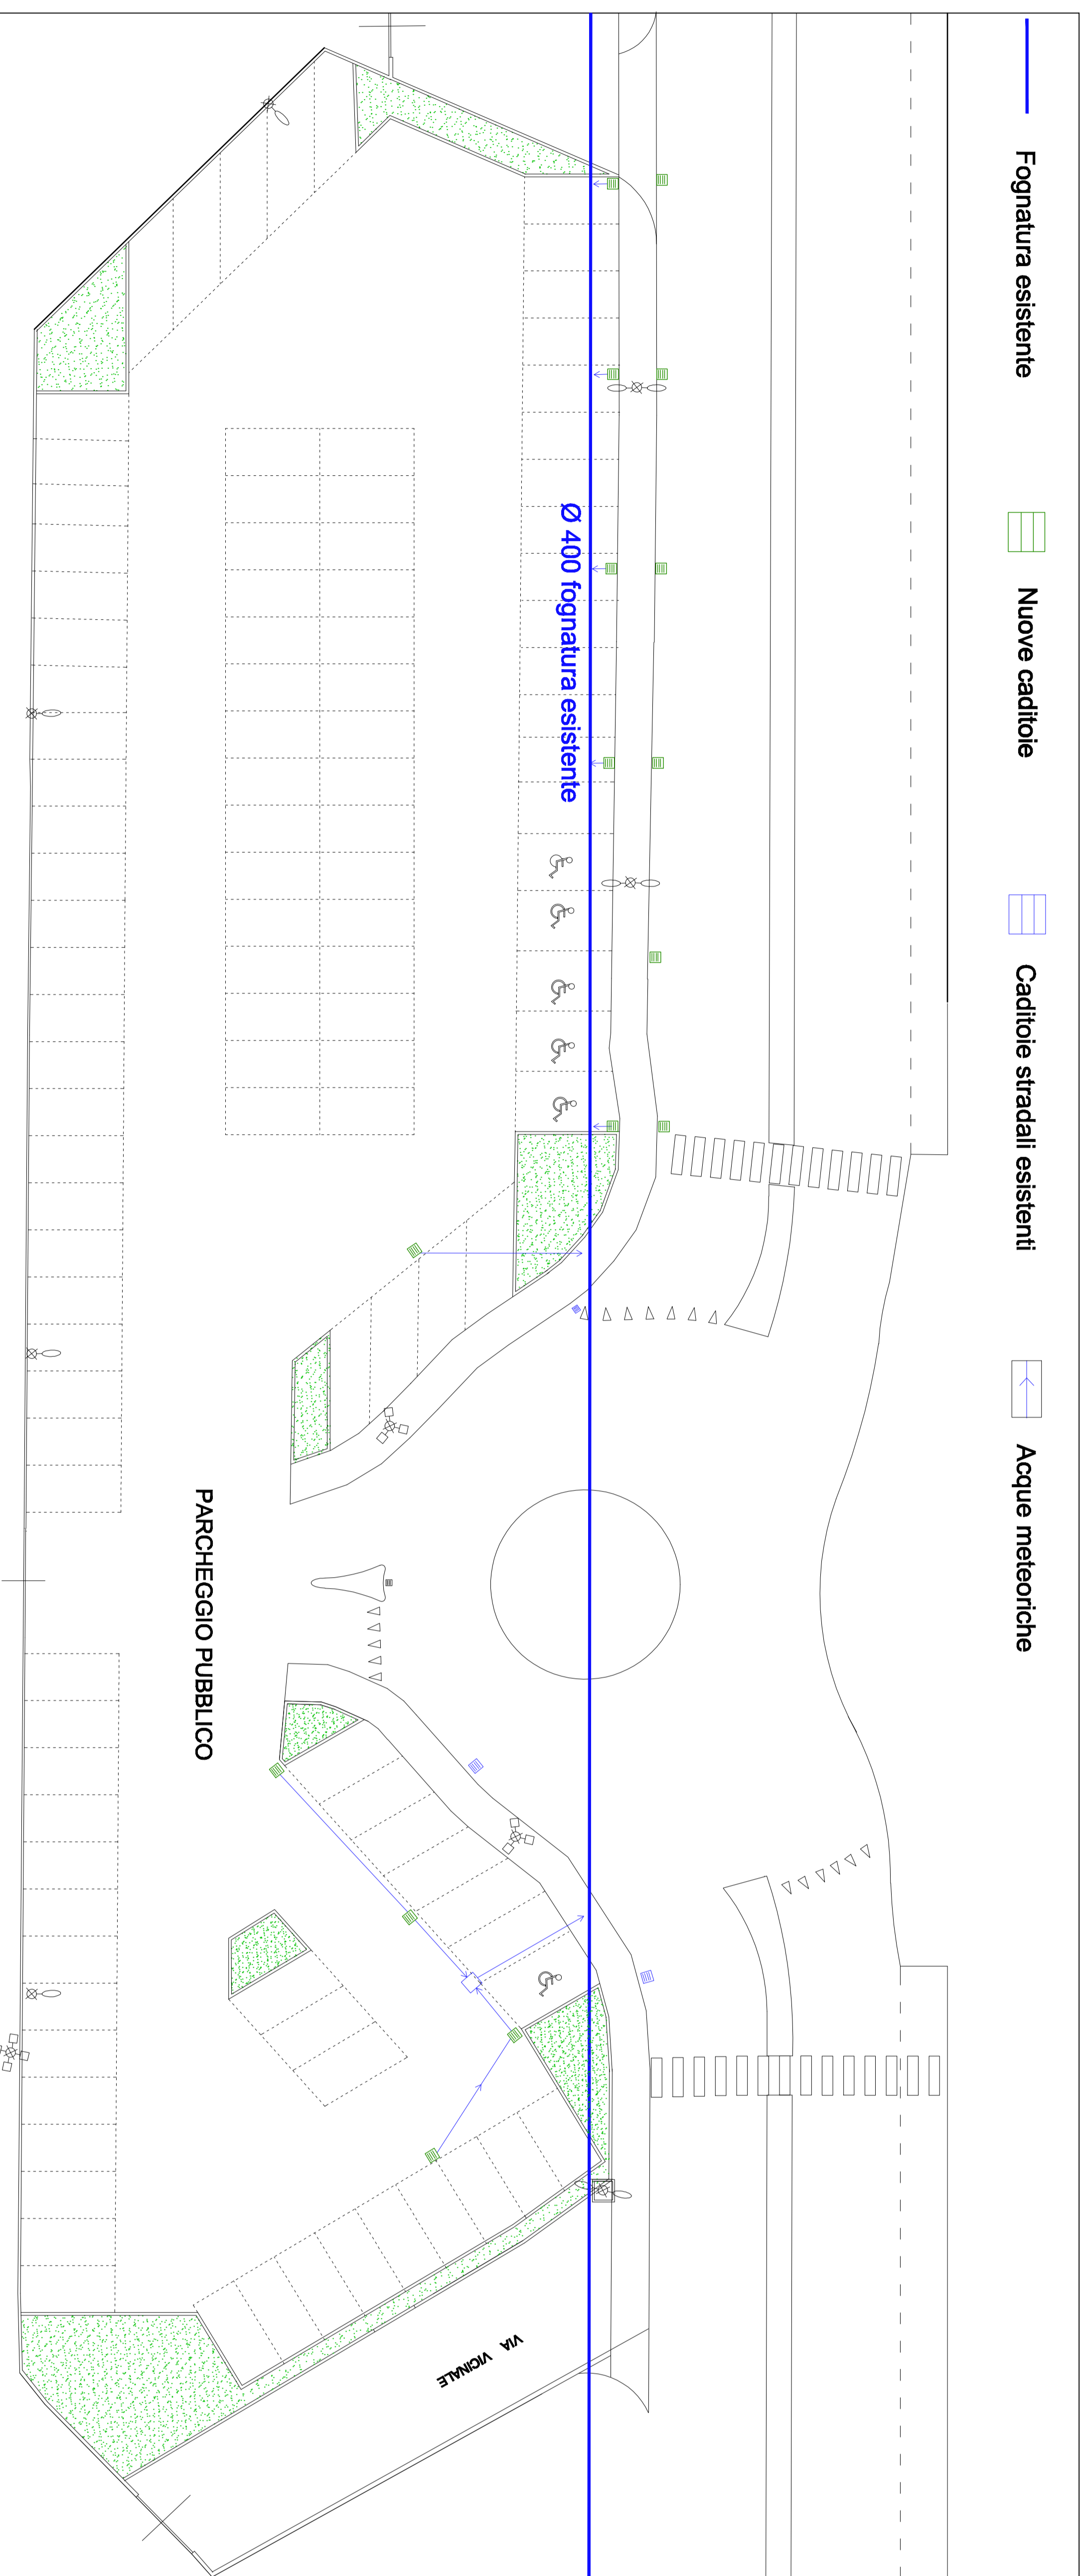 Fognatura esistente
Nuove caditoie
Caditoie stradali esistenti
Acque meteoriche
Ø 400 fognatura esistente
PARCHEGGIO PUBBLICO
VIA VICINALE